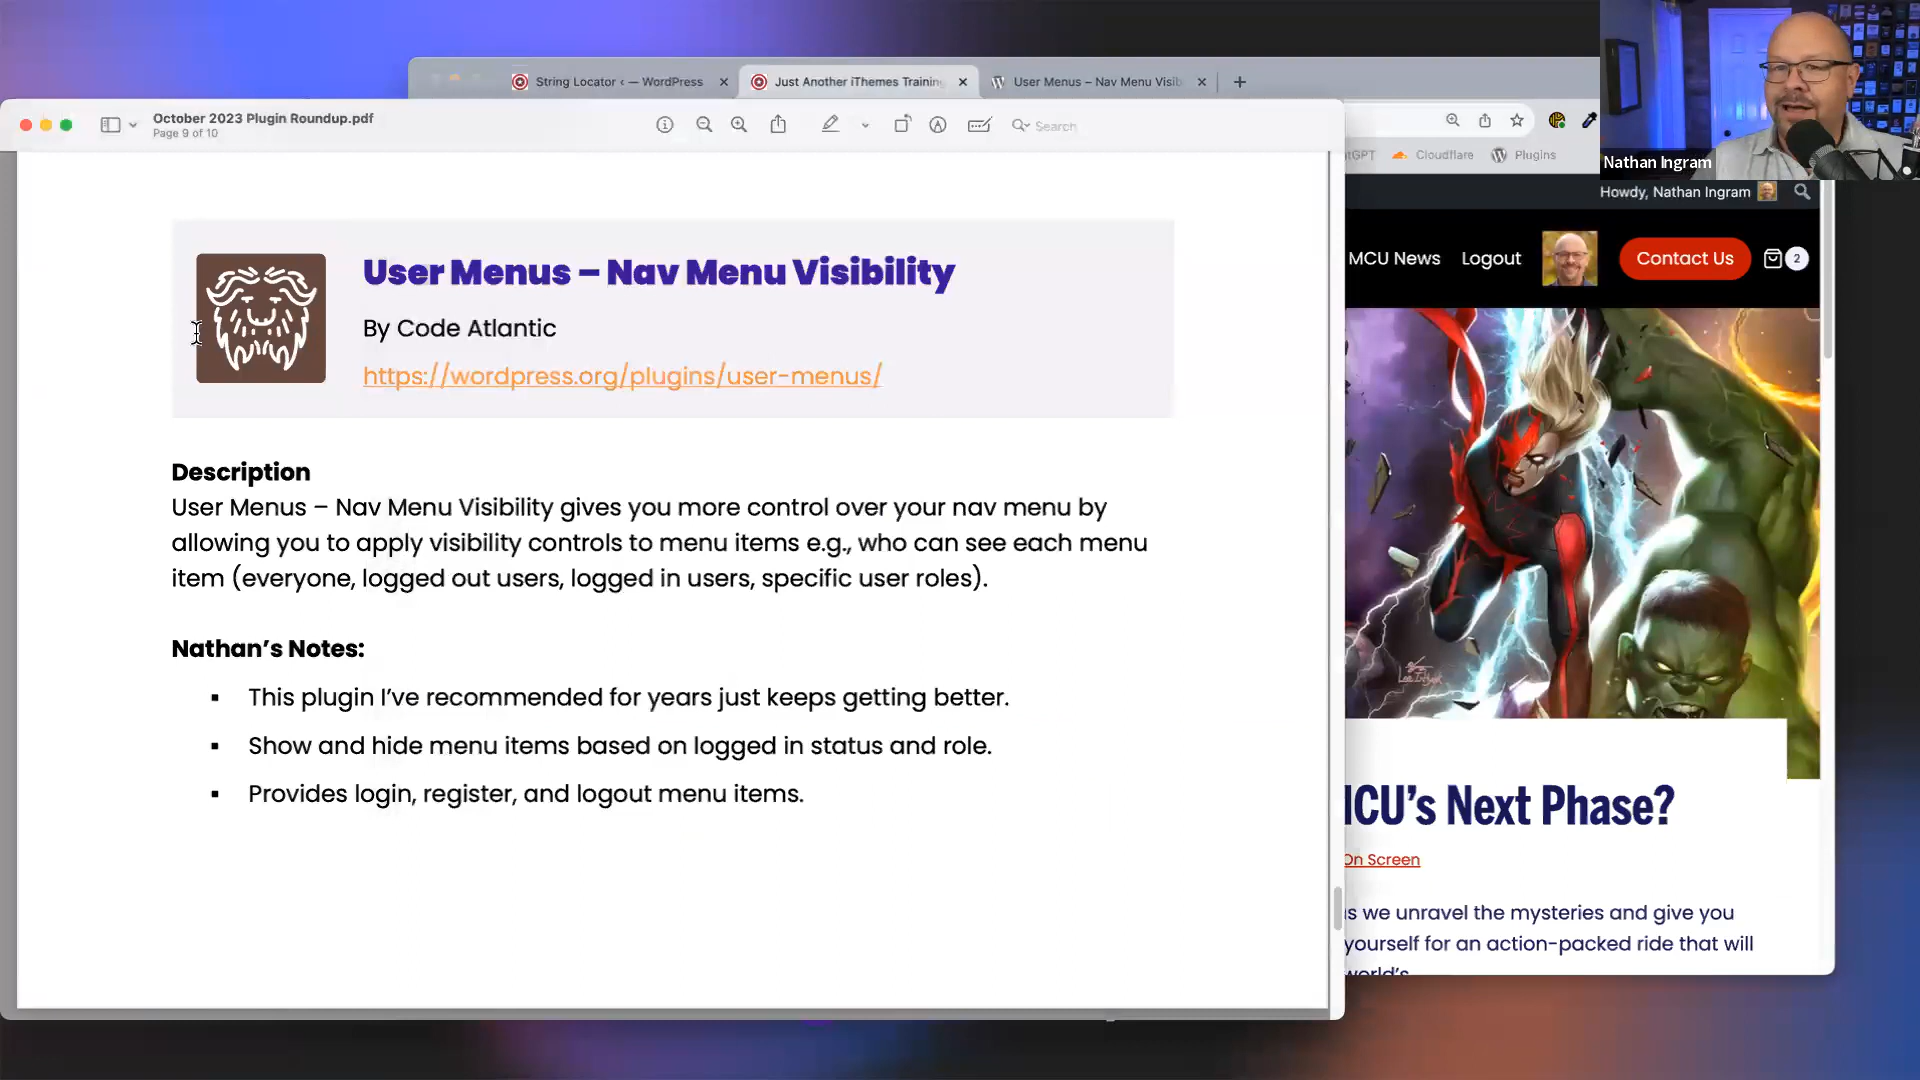 String Locator ‹ — WordPress
Just Another iThemes Training
User Menus – Nav Menu Visib
October 2023 Plugin Roundup.pdf
Page 9 of 10
Search
Cloudflare
Plugins
Nathan Ingram
Howdy, Nathan Ingram
MCU News
Logout
Contact Us
2
User Menus – Nav Menu Visibility
By Code Atlantic
https://wordpress.org/plugins/user-menus/
Description
User Menus – Nav Menu Visibility gives you more control over your nav menu by
allowing you to apply visibility controls to menu items e.g., who can see each menu
item (everyone, logged out users, logged in users, specific user roles).
Nathan’s Notes:
▪ This plugin I’ve recommended for years just keeps getting better.
▪ Show and hide menu items based on logged in status and role.
▪ Provides login, register, and logout menu items.
MCU’s Next Phase?
On Screen
as we unravel the mysteries and give you
yourself for an action-packed ride that will
world’s